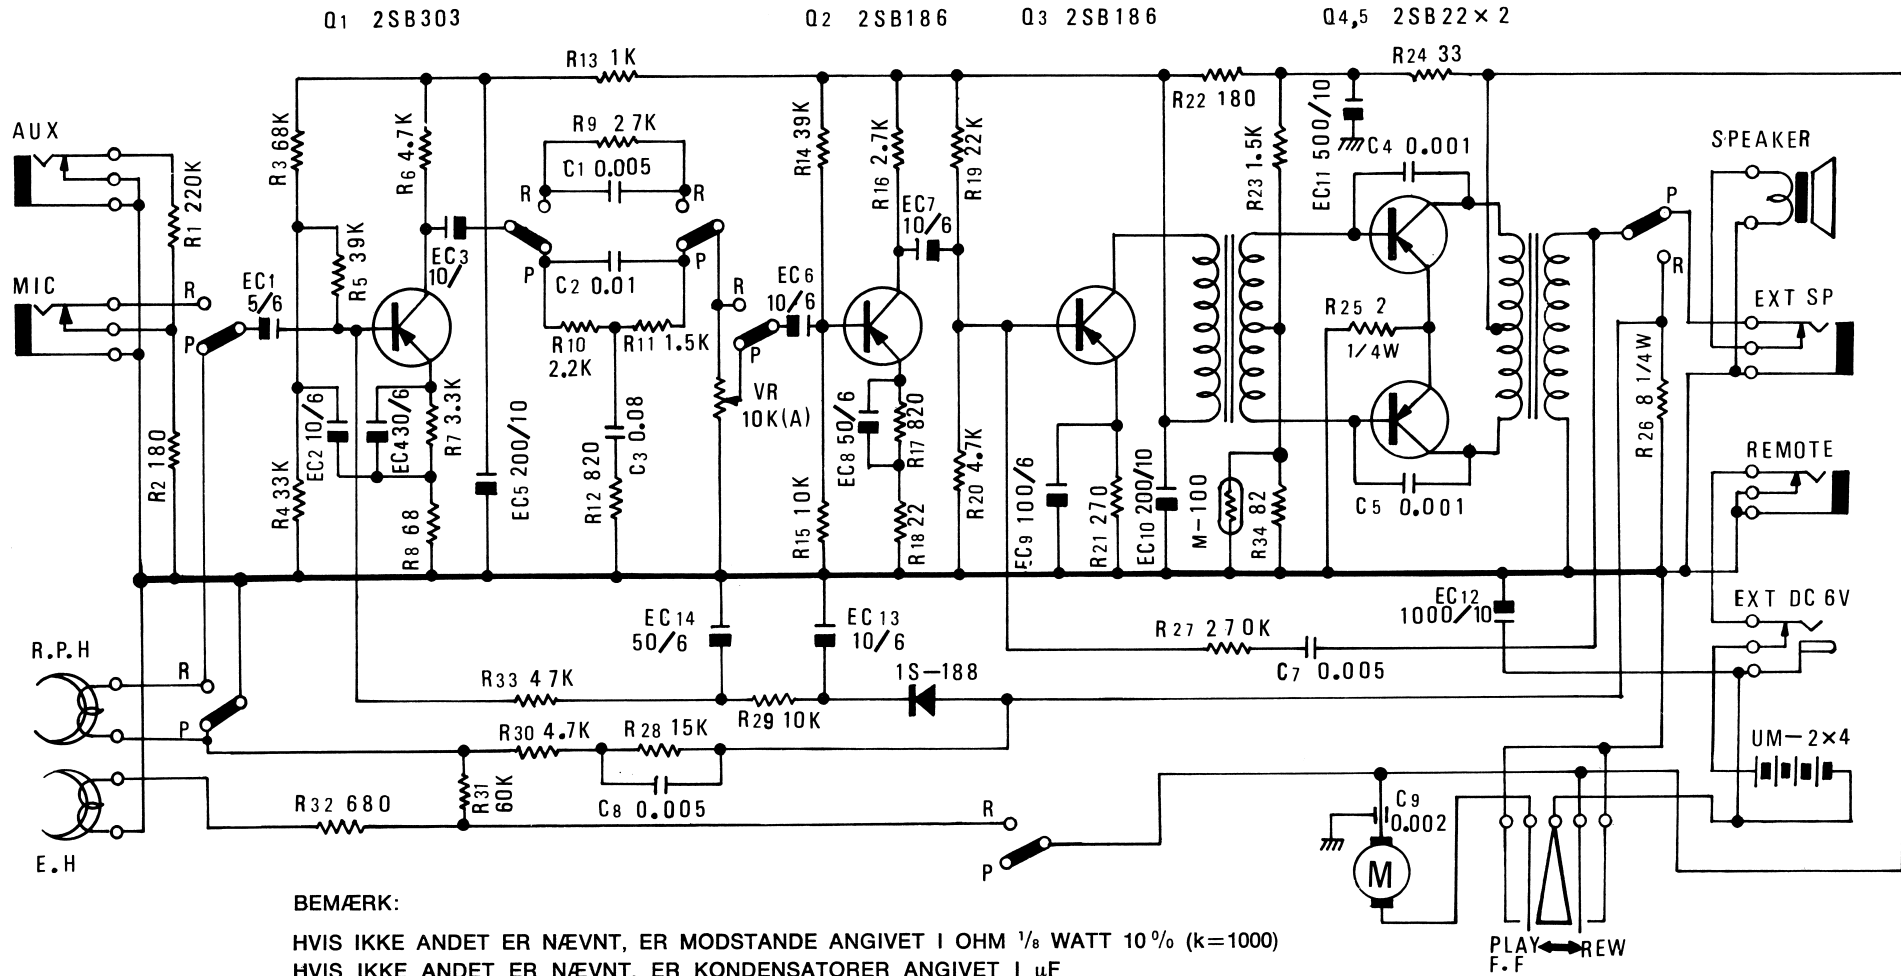 Q1 2SB303 Q2 2SB186 Q3 2SB186 Q4,5 2SB22×2
R13 1K
R24 33
R22 180
AUX
R3 68K
R6 4.7K
R9 27K
C1 0.005
R14 39K
R16 2.7K
R19 22K
R23 1.5K
EC11 500/10
C4 0.001
SPEAKER
R1 220K
R5 39K
R
R
EC7
10/6
P
EC3
10/
P
C2 0.01
P
R
MIC
R
EC1
5/6
P
R
EC6
10/6
P
EXT SP
R10
2.2K
R11 1.5K
R25 2
1/4W
VR
10K(A)
R26 8 1/4W
R2 180
EC2 10/6
EC4 30/6
R7 3.3K
R4 33K
R8 68
EC5 200/10
R12 820
C3 0.08
R15 10K
EC8 50/6
R17 820
R18 22
R20 4.7K
EC9 100/6
R21 270
EC10 200/10
M-100
R34 82
C5 0.001
REMOTE
EC14
50/6
EC13
10/6
EC12
1000/10
EXT DC 6V
R27 270K
C7 0.005
R.P.H
R
P
R33 47K
R29 10K
1S-188
R30 4.7K
R28 15K
R31
60K
C8 0.005
UM-2×4
R32 680
R
P
C9
0.002
M
E.H
PLAY REW
F.F
BEMÆRK:
HVIS IKKE ANDET ER NÆVNT, ER MODSTANDE ANGIVET I OHM 1/8 WATT 10% (k=1000)
HVIS IKKE ANDET ER NÆVNT, ER KONDENSATORER ANGIVET I µF